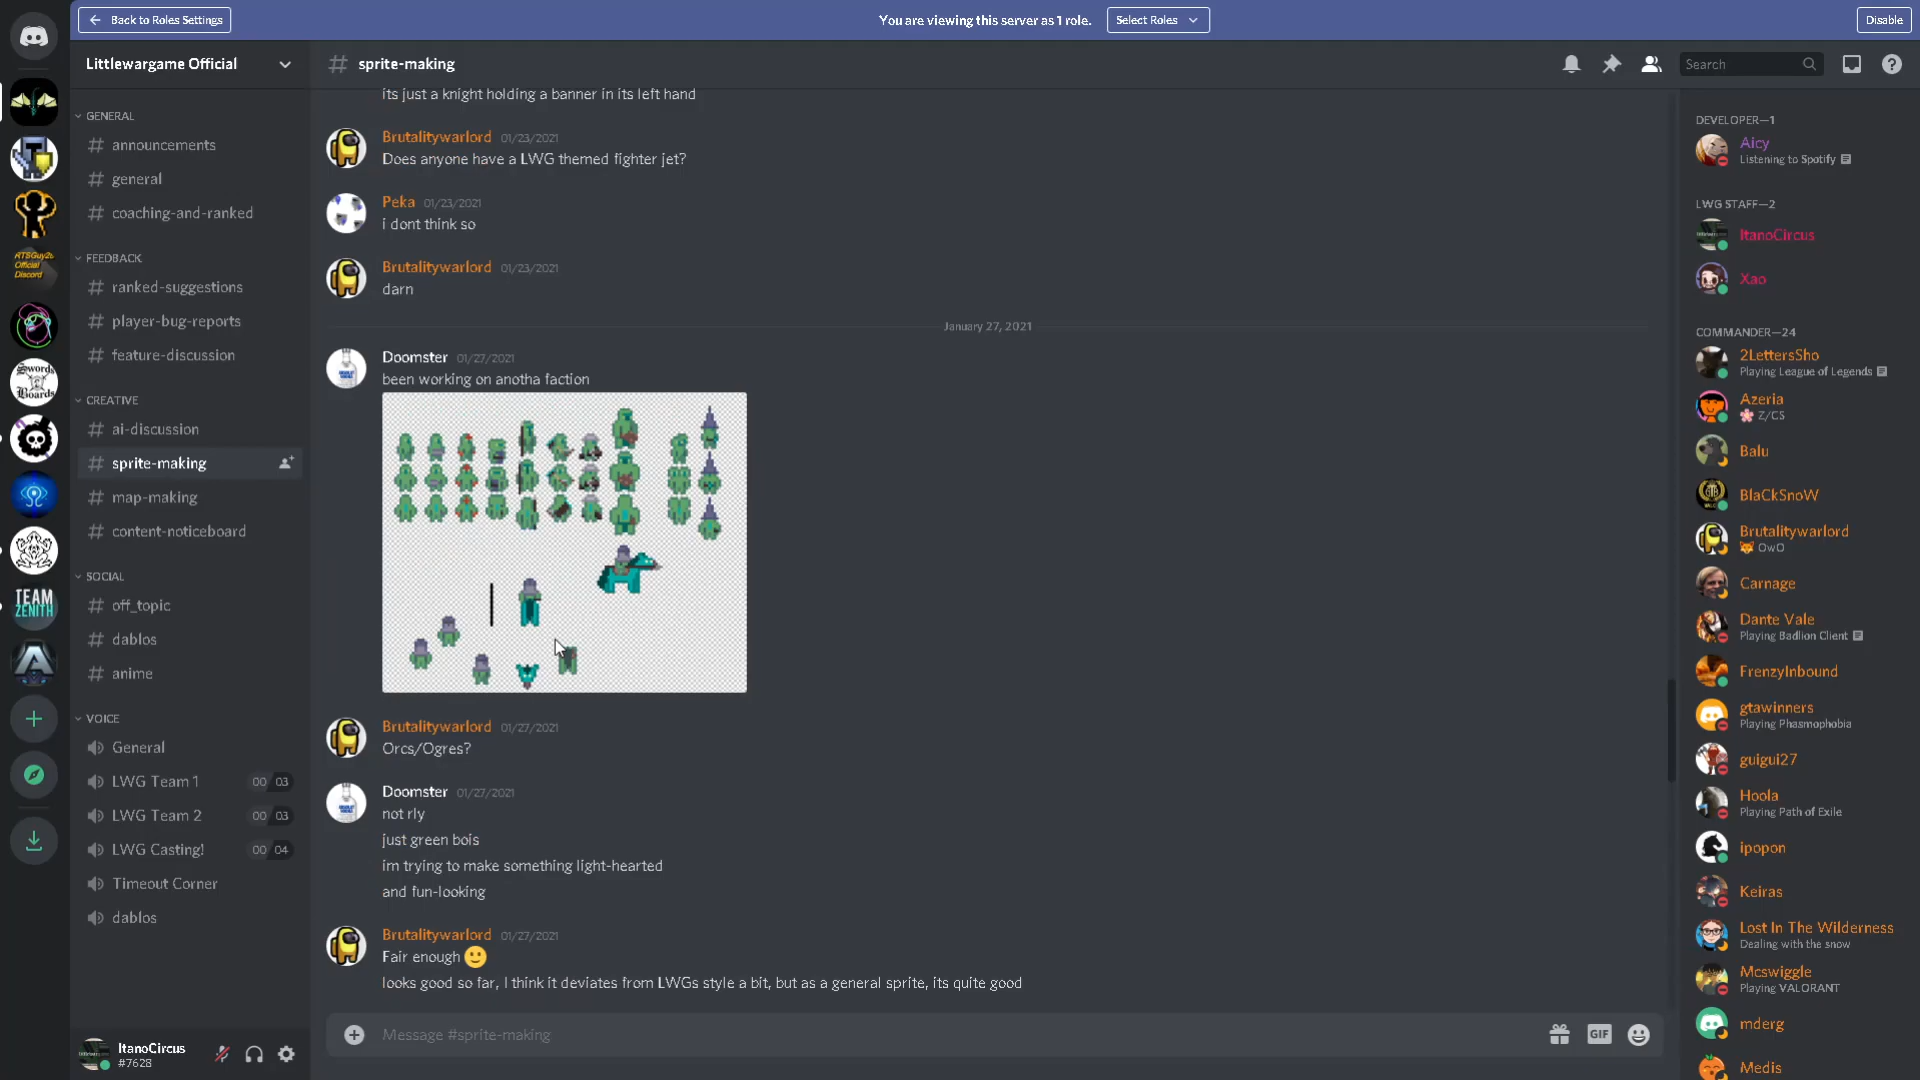 Back to Roles Settings
You are viewing this server as 1 role.
Select Roles
Disable
Littlewargame Official
sprite-making
Search
GENERAL
announcements
general
coaching-and-ranked
FEEDBACK
ranked-suggestions
player-bug-reports
feature-discussion
CREATIVE
ai-discussion
sprite-making
map-making
content-noticeboard
SOCIAL
off_topic
dablos
anime
VOICE
General
LWG Team 1 00 03
LWG Team 2 00 03
LWG Casting! 00 04
Timeout Corner
dablos
ItanoCircus
#7628
RTSGuy2
Official
Discord
Swords
Boards
TEAM
ZENITH
its just a knight holding a banner in its left hand
Brutalitywarlord 01/23/2021
Does anyone have a LWG themed fighter jet?
Peka 01/23/2021
i dont think so
Brutalitywarlord 01/23/2021
darn
January 27, 2021
Doomster 01/27/2021
been working on anotha faction
Brutalitywarlord 01/27/2021
Orcs/Ogres?
Doomster 01/27/2021
not rly
just green bois
im trying to make something light-hearted
and fun-looking
Brutalitywarlord 01/27/2021
Fair enough 🙂
looks good so far, I think it deviates from LWGs style a bit, but as a general sprite, its quite good
Message #sprite-making
GIF
DEVELOPER—1
Aicy
Listening to Spotify
LWG STAFF—2
ItanoCircus
Xao
COMMANDER—24
2LettersSho
Playing League of Legends
Azeria
🌸 Z/CS
Balu
BlaCkSnoW
Brutalitywarlord
🦊 OwO
Carnage
Dante Vale
Playing Badlion Client
FrenzyInbound
gtawinners
Playing Phasmophobia
guigui27
Hoola
Playing Path of Exile
ipopon
Keiras
Lost In The Wilderness
Dealing with the snow
Mcswiggle
Playing VALORANT
mderg
Medis